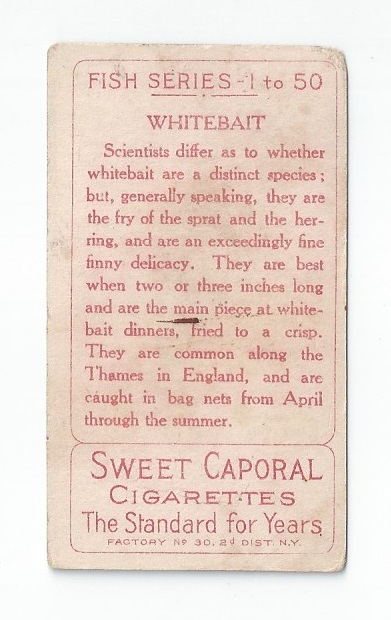 FISH SERIES - 1 to 50
WHITEBAIT
Scientists differ as to whether
whitebait are a distinct species;
but, generally speaking, they are
the fry of the sprat and the her-
ring, and are an exceedingly fine
finny delicacy. They are best
when two or three inches long
and are the main piece at white-
bait dinners, fried to a crisp.
They are common along the
Thames in England, and are
caught in bag nets from April
through the summer.
SWEET CAPORAL
CIGARETTES
The Standard for Years
FACTORY Nº 30, 2d DIST. N.Y.